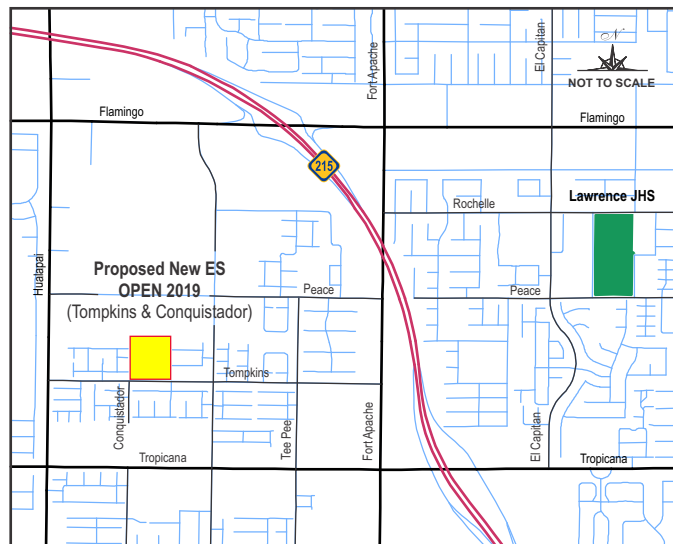 Fort Apache
El Capitan
N
NOT TO SCALE
Flamingo
Flamingo
215
Lawrence JHS
Rochelle
Hualapai
Proposed New ES
OPEN 2019
(Tompkins & Conquistador)
Peace
Peace
Tompkins
Conquistador
Tee Pee
Fort Apache
El Capitan
Tropicana
Tropicana